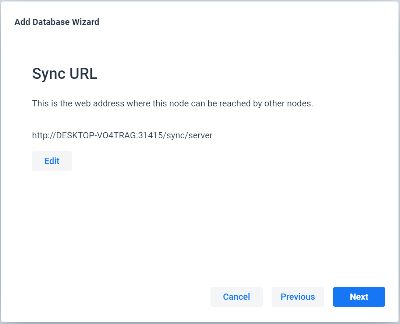 Add Database Wizard
Sync URL
This is the web address where this node can be reached by other nodes.
http://DESKTOP-VO4TRAG:31415/sync/server
Edit
Cancel
Previous
Next